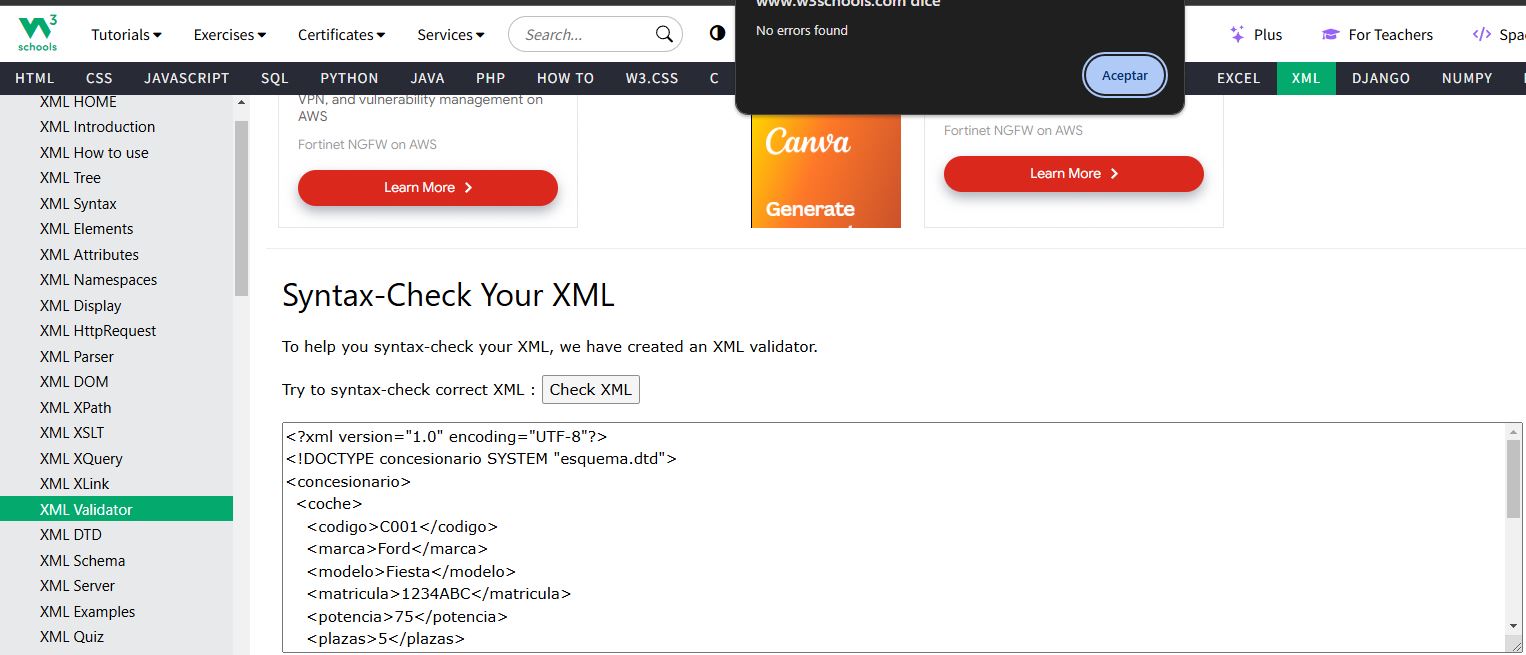 www.w3schools.com dice
No errors found
Aceptar
W3
schools
Tutorials
Exercises
Certificates
Services
Search...
Plus
For Teachers
</>
HTML CSS JAVASCRIPT SQL PYTHON JAVA PHP HOW TO W3.CSS C EXCEL XML DJANGO NUMPY
XML HOME
XML Introduction
XML How to use
XML Tree
XML Syntax
XML Elements
XML Attributes
XML Namespaces
XML Display
XML HttpRequest
XML Parser
XML DOM
XML XPath
XML XSLT
XML XQuery
XML XLink
XML Validator
XML DTD
XML Schema
XML Server
XML Examples
XML Quiz
VPN, and vulnerability management on
AWS
Fortinet NGFW on AWS
Learn More
Canva
Generate
Fortinet NGFW on AWS
Learn More
Syntax-Check Your XML
To help you syntax-check your XML, we have created an XML validator.
Try to syntax-check correct XML :
Check XML
<?xml version="1.0" encoding="UTF-8"?>
<!DOCTYPE concesionario SYSTEM "esquema.dtd">
<concesionario>
<coche>
<codigo>C001</codigo>
<marca>Ford</marca>
<modelo>Fiesta</modelo>
<matricula>1234ABC</matricula>
<potencia>75</potencia>
<plazas>5</plazas>